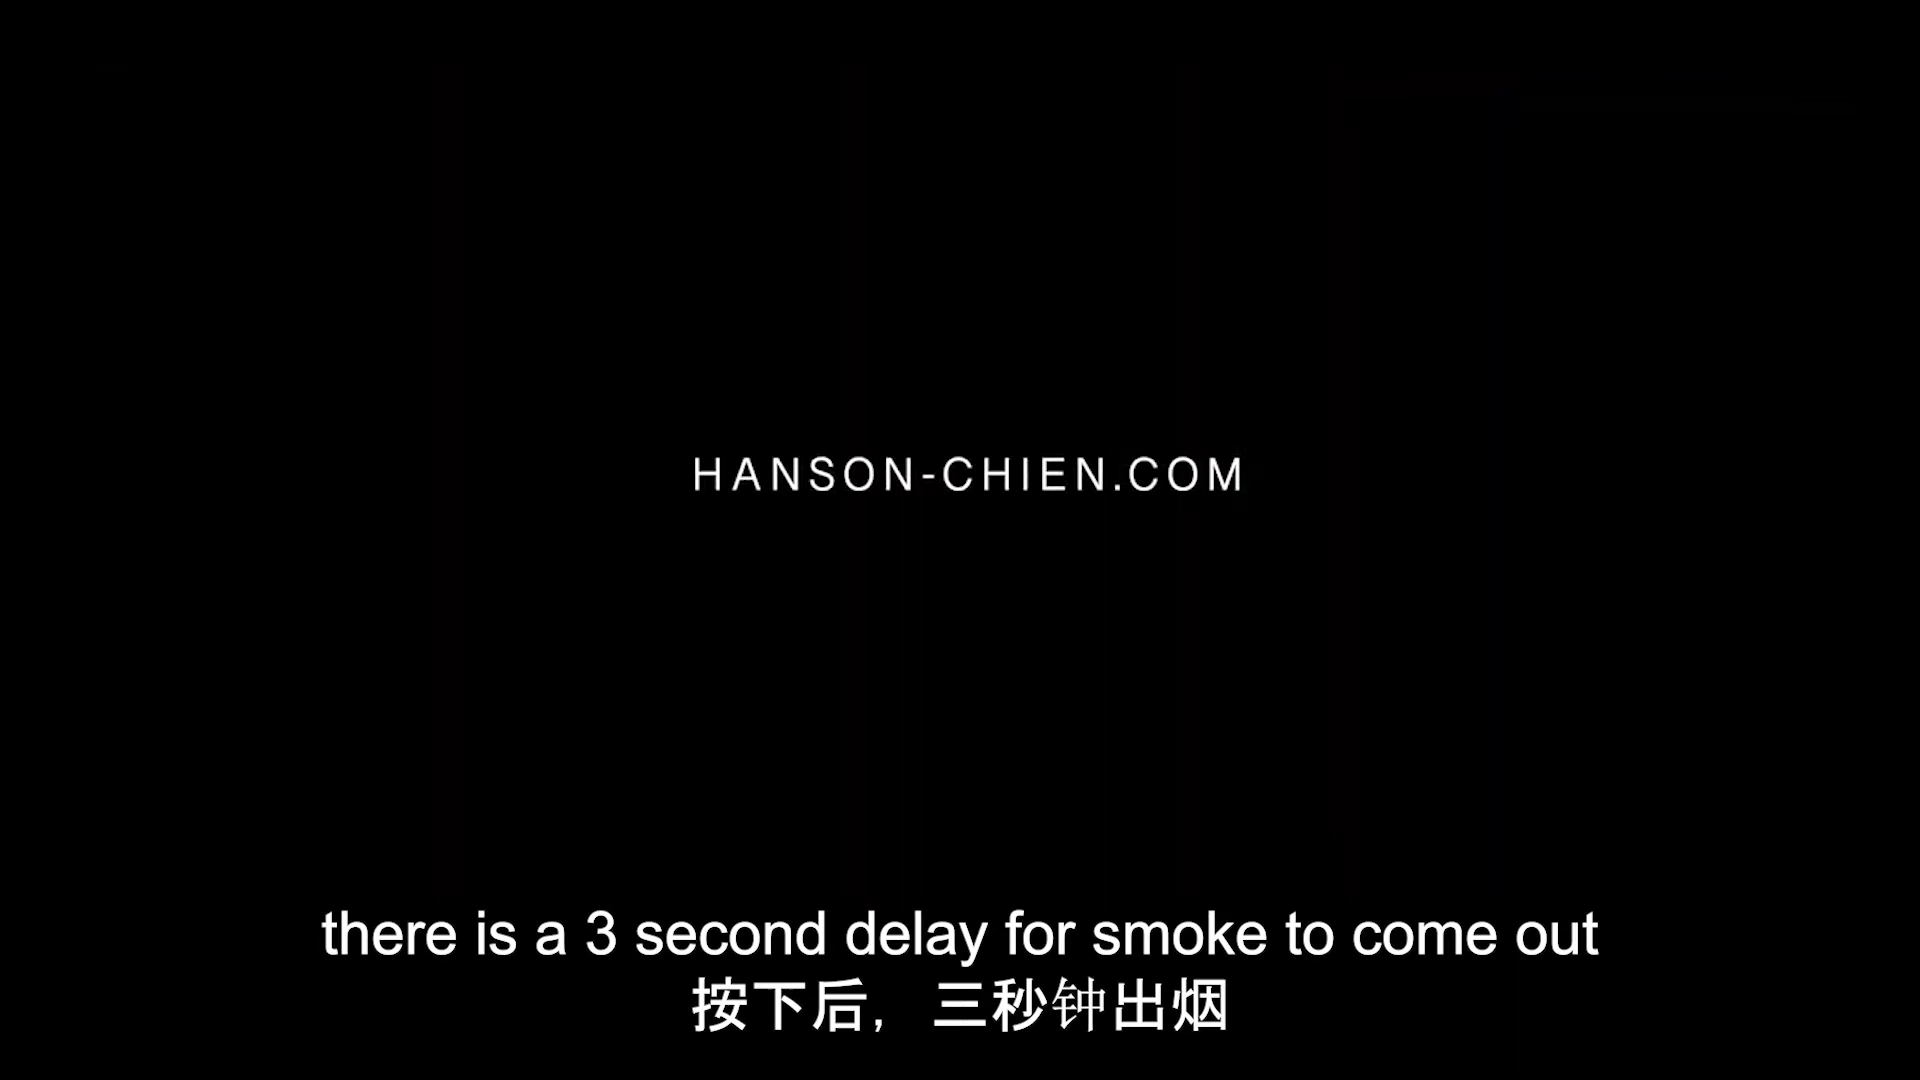 HANSON-CHIEN.COM
there is a 3 second delay for smoke to come out
按下后，三秒钟出烟